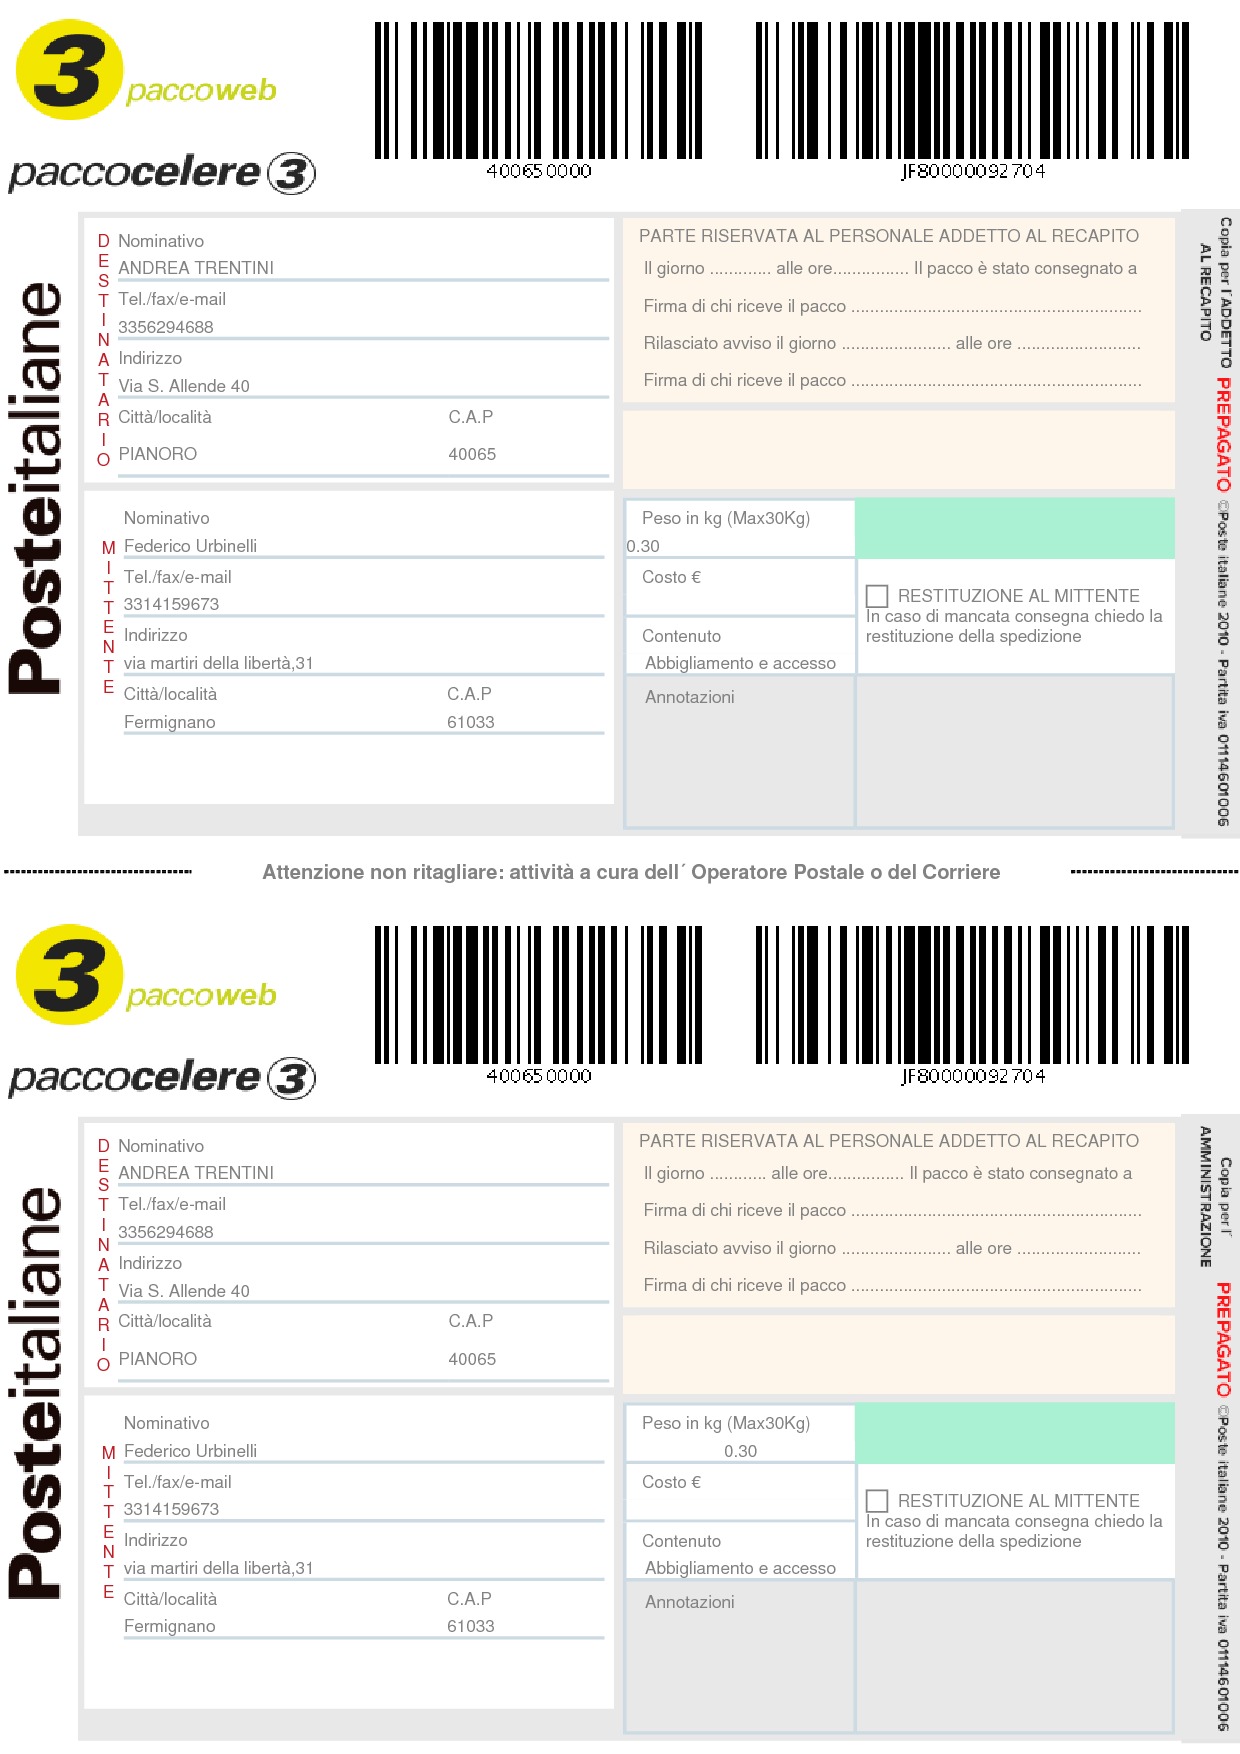 3 paccoweb
paccocelere 3
400650000
JF80000092704
Posteitaliane
DESTINATARIO
Nominativo
ANDREA TRENTINI
Tel./fax/e-mail
3356294688
Indirizzo
Via S. Allende 40
Città/località C.A.P
PIANORO 40065
MITTENTE
Nominativo
Federico Urbinelli
Tel./fax/e-mail
3314159673
Indirizzo
via martiri della libertà,31
Città/località C.A.P
Fermignano 61033
PARTE RISERVATA AL PERSONALE ADDETTO AL RECAPITO
Il giorno ............. alle ore................ Il pacco è stato consegnato a
Firma di chi riceve il pacco .............................................................
Rilasciato avviso il giorno ....................... alle ore ..........................
Firma di chi riceve il pacco .............................................................
Peso in kg (Max30Kg)
0.30
Costo €
Contenuto
Abbigliamento e accesso
RESTITUZIONE AL MITTENTE
In caso di mancata consegna chiedo la
restituzione della spedizione
Annotazioni
Copia per l´ADDETTO
AL RECAPITO
PREPAGATO
©Poste italiane 2010 - Partita iva 01114601006
Attenzione non ritagliare: attività a cura dell´ Operatore Postale o del Corriere
3 paccoweb
paccocelere 3
400650000
JF80000092704
Posteitaliane
DESTINATARIO
Nominativo
ANDREA TRENTINI
Tel./fax/e-mail
3356294688
Indirizzo
Via S. Allende 40
Città/località C.A.P
PIANORO 40065
MITTENTE
Nominativo
Federico Urbinelli
Tel./fax/e-mail
3314159673
Indirizzo
via martiri della libertà,31
Città/località C.A.P
Fermignano 61033
PARTE RISERVATA AL PERSONALE ADDETTO AL RECAPITO
Il giorno ............ alle ore................ Il pacco è stato consegnato a
Firma di chi riceve il pacco .............................................................
Rilasciato avviso il giorno ....................... alle ore ..........................
Firma di chi riceve il pacco .............................................................
Peso in kg (Max30Kg)
0.30
Costo €
Contenuto
Abbigliamento e accesso
RESTITUZIONE AL MITTENTE
In caso di mancata consegna chiedo la
restituzione della spedizione
Annotazioni
Copia per l´
AMMINISTRAZIONE
PREPAGATO
©Poste italiane 2010 - Partita iva 01114601006